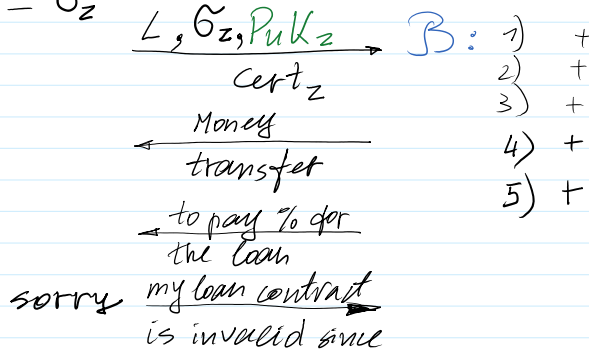 – σz
L, σz, PuKz B: 1) +
Certz 2) +
3) +
Money
transfer 4) +
5) +
to pay % for
the loan
sorry my loan contract
is invalid since